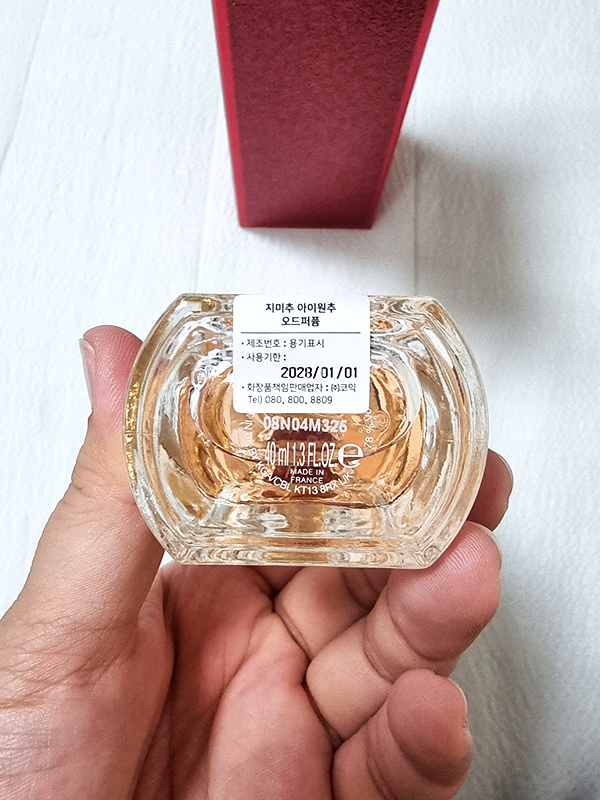 지미추 아이원추
오드퍼퓸
· 제조번호 : 용기표시
· 사용기한 :
2028/01/01
· 화장품책임판매업자 : ㈜코익
Tel) 080. 800. 8809
08N04M326
40 ml 1.3 FL.OZ e
MADE IN
FRANCE
KT13